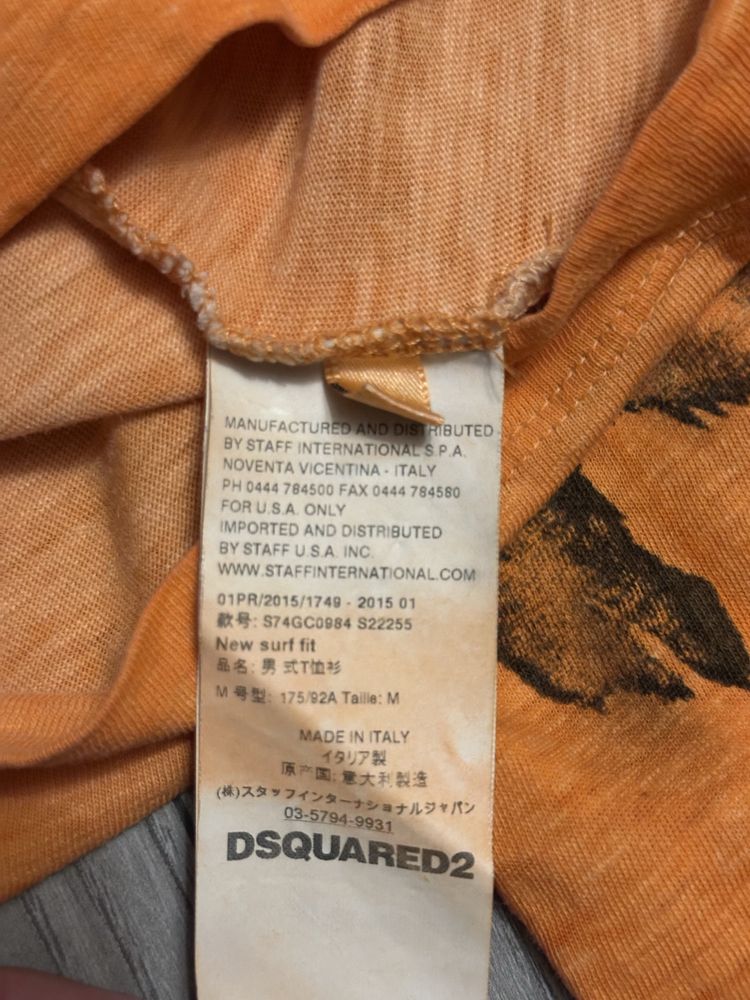 MANUFACTURED AND DISTRIBUTED
BY STAFF INTERNATIONAL S.P.A.
NOVENTA VICENTINA - ITALY
PH 0444 784500 FAX 0444 784580
FOR U.S.A. ONLY
IMPORTED AND DISTRIBUTED
BY STAFF U.S.A. INC.
WWW.STAFFINTERNATIONAL.COM
01PR/2015/1749 - 2015 01
款号: S74GC0984 S22255
New surf fit
品名: 男 式T恤衫
M 号型: 175/92A Taille: M
MADE IN ITALY
イタリア製
原产国: 意大利製造
(株)スタッフインターナショナルジャパン
03-5794-9931
DSQUARED2